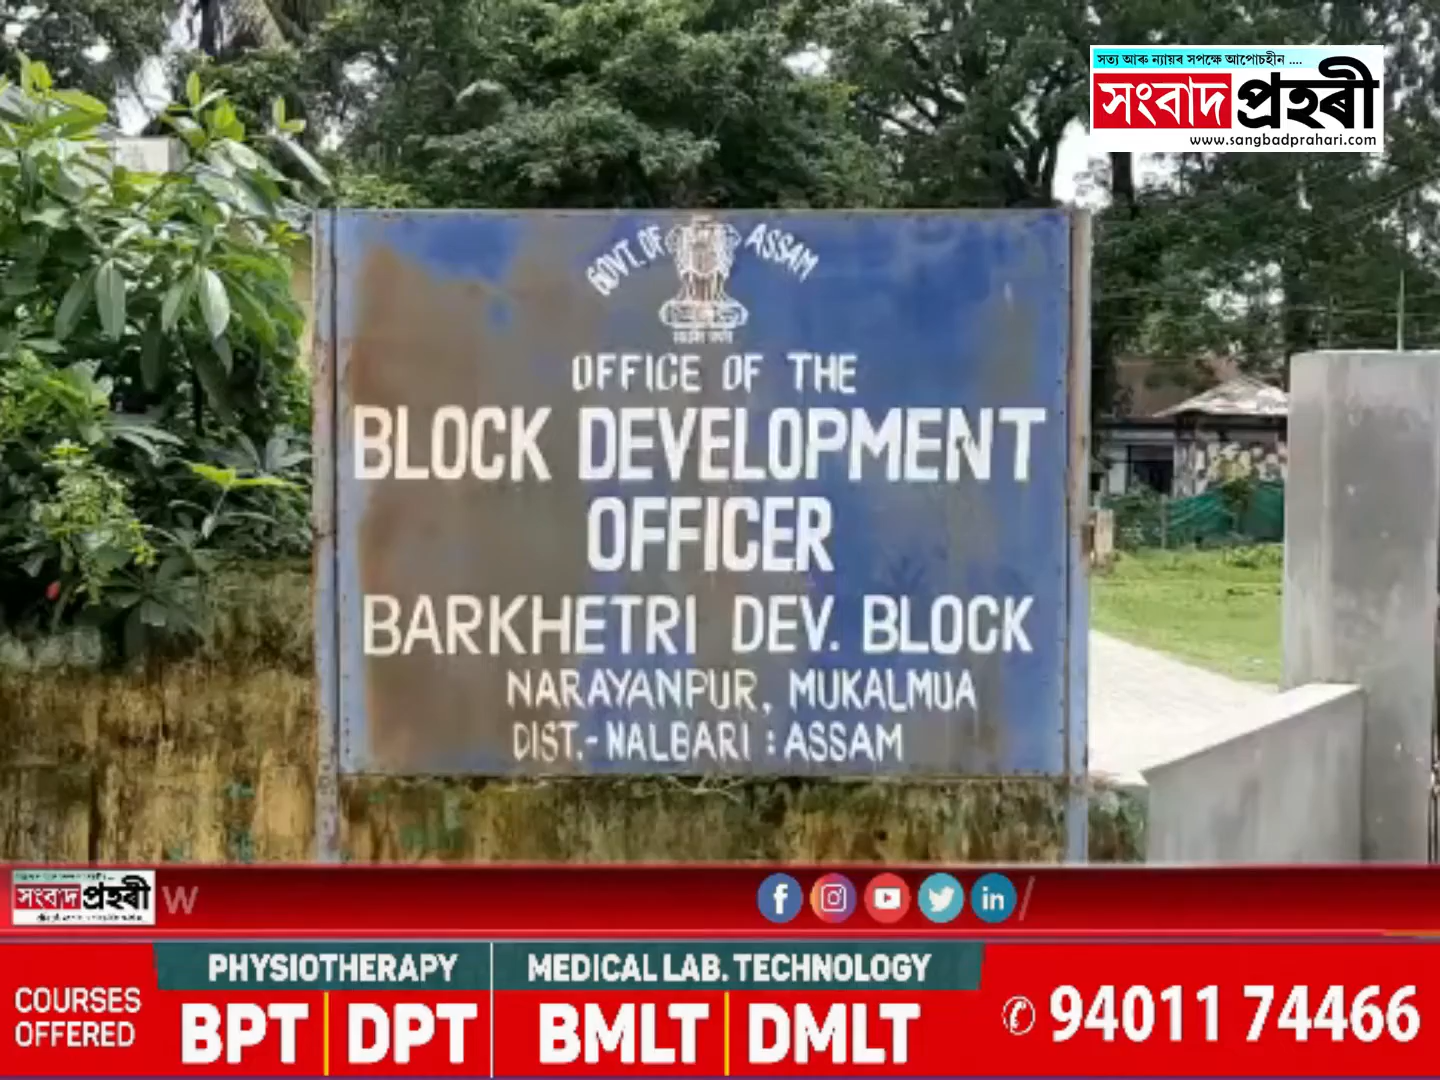 সত্য আৰু ন্যায়ৰ সপক্ষে আপোচহীন ....
সংবাদ প্ৰহৰী
www.sangbadprahari.com
GOVT. OF ASSAM
OFFICE OF THE
BLOCK DEVELOPMENT
OFFICER
BARKHETRI DEV. BLOCK
NARAYANPUR, MUKALMUA
DIST.- NALBARI : ASSAM
সংবাদ প্ৰহৰী
W
PHYSIOTHERAPY
MEDICAL LAB. TECHNOLOGY
COURSES
OFFERED
BPT DPT
BMLT DMLT
94011 74466